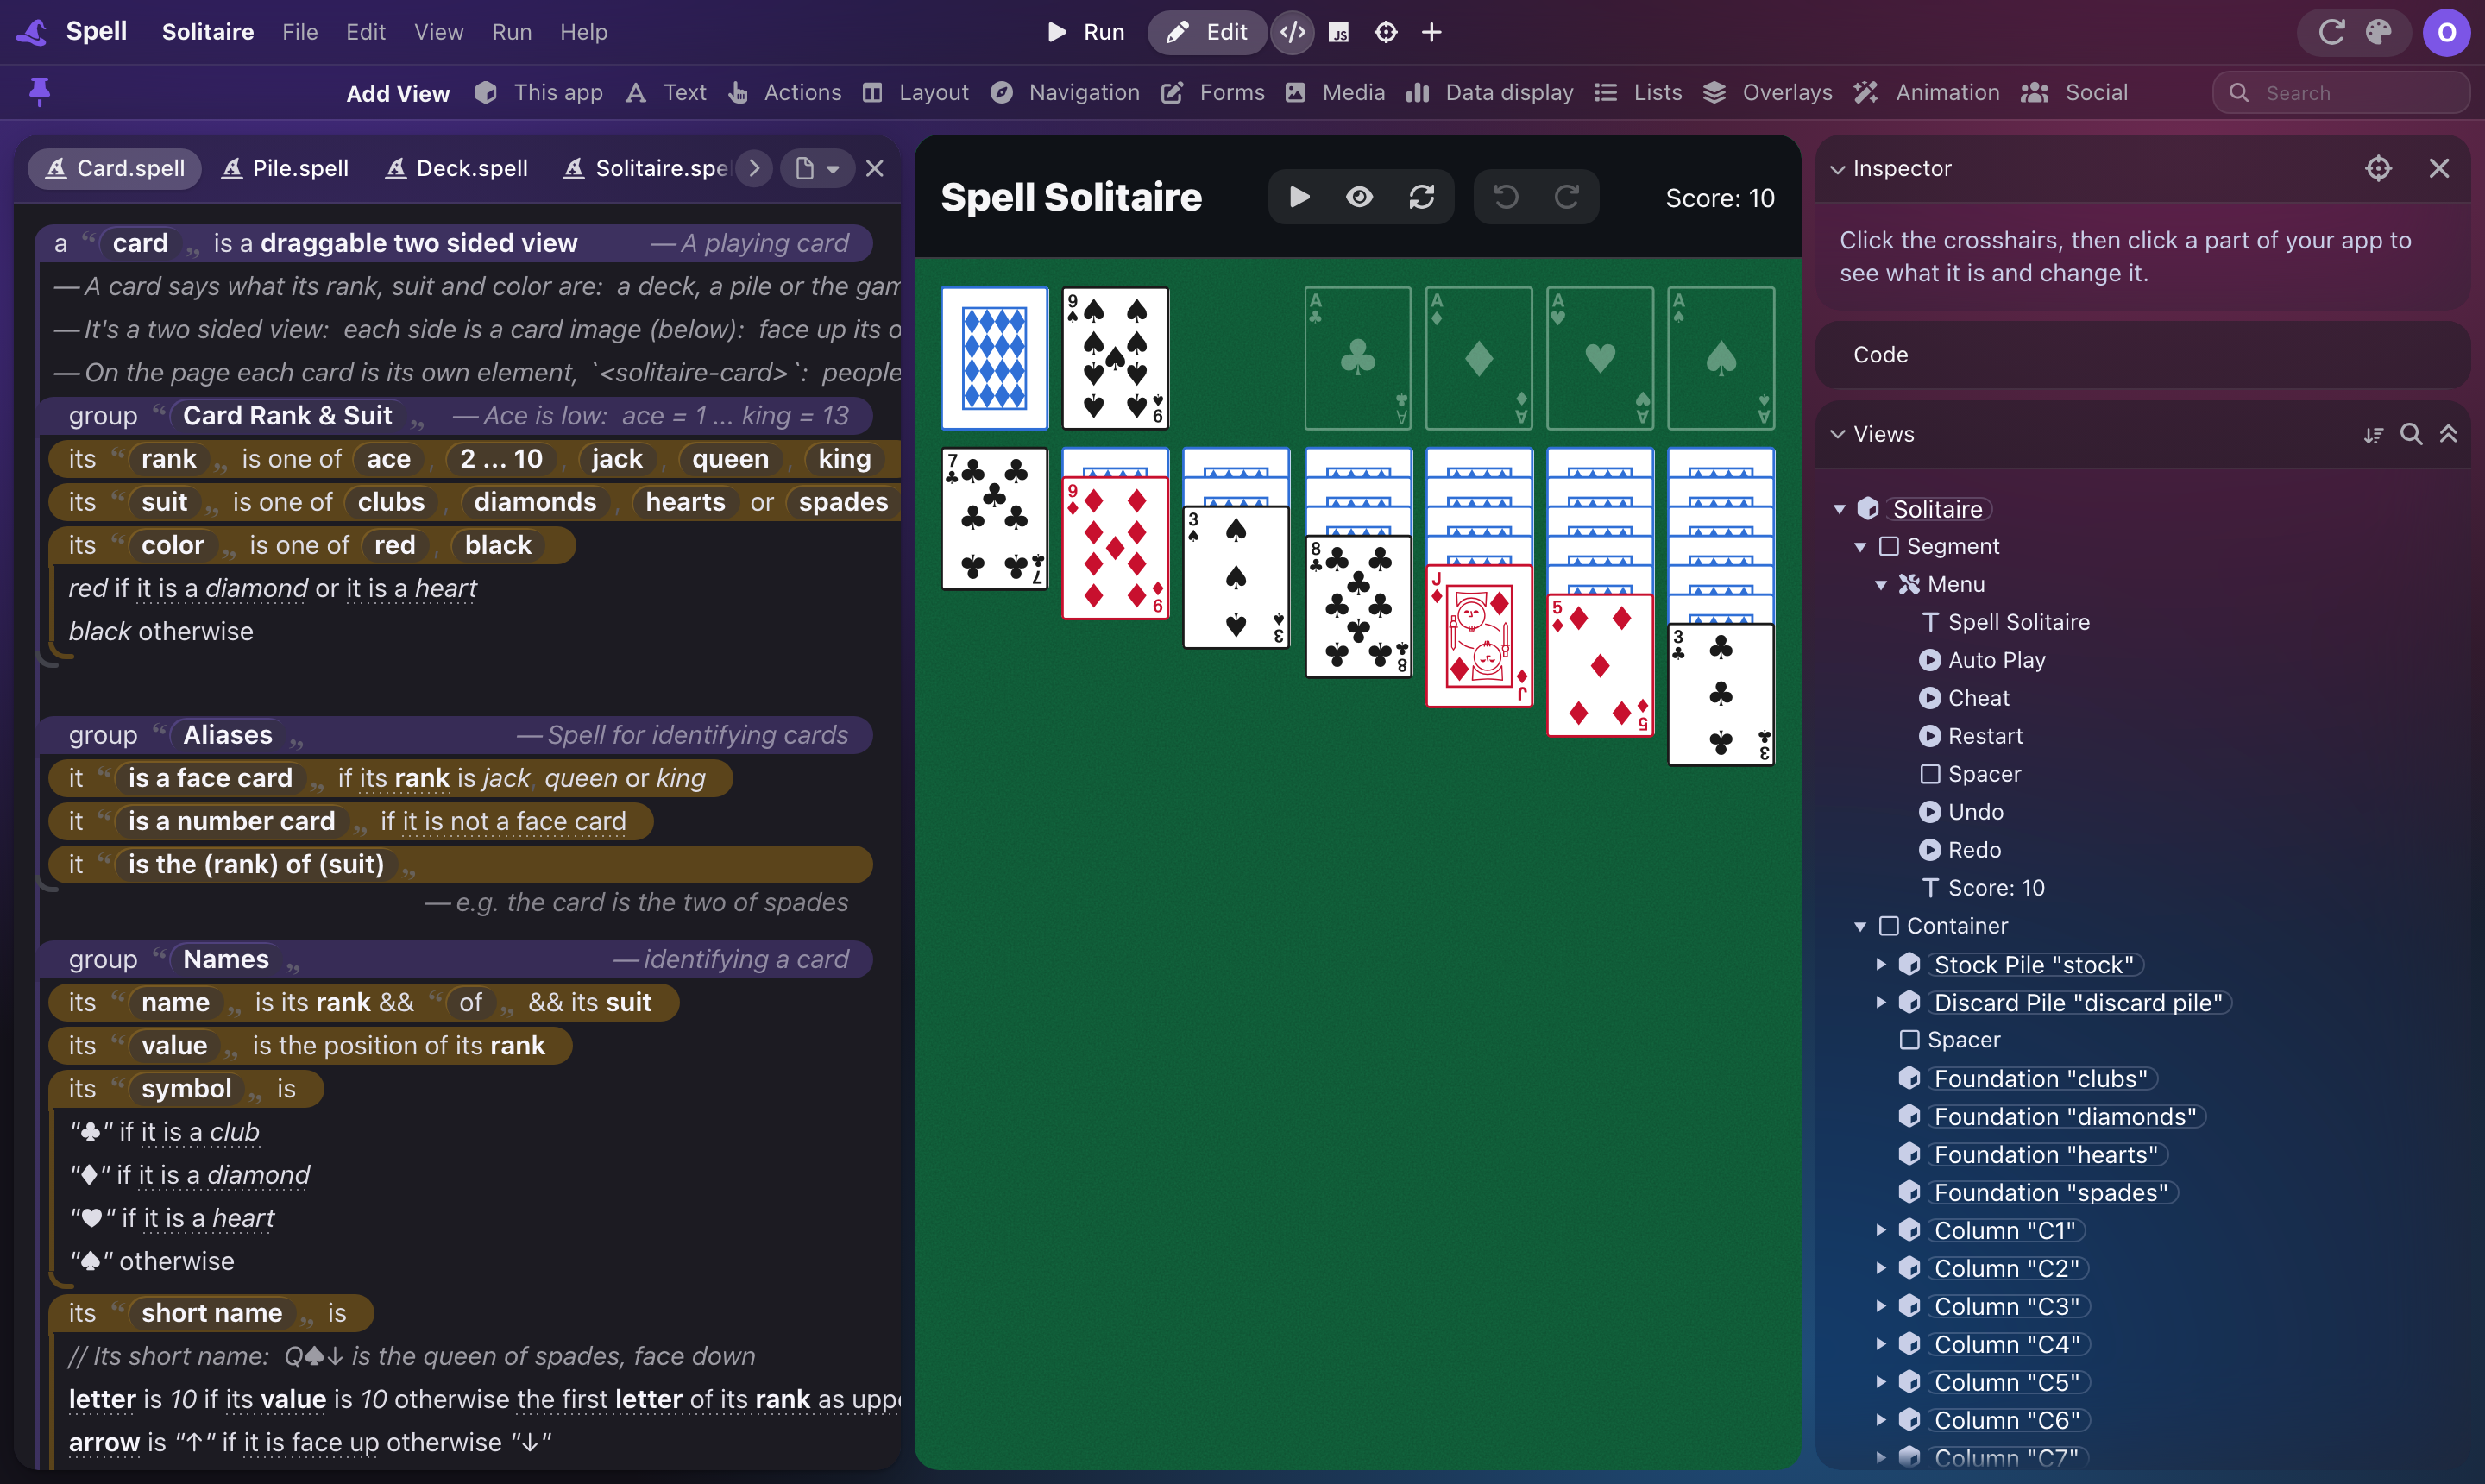 Spell Solitaire File Edit View Run Help Run Edit </> JS O
Add View This app Text Actions Layout Navigation Forms Media Data display Lists Overlays Animation Social Search
Card.spell Pile.spell Deck.spell Solitaire.spe
a “ card „ is a draggable two sided view — A playing card
— A card says what its rank, suit and color are: a deck, a pile or the gam
— It's a two sided view: each side is a card image (below): face up its o
— On the page each card is its own element, `<solitaire-card>`: people
group “ Card Rank & Suit „ — Ace is low: ace = 1 ... king = 13
its “ rank „ is one of ace , 2 ... 10 , jack , queen , king
its “ suit „ is one of clubs , diamonds , hearts or spades
its “ color „ is one of red , black
red if it is a diamond or it is a heart
black otherwise
group “ Aliases „ — Spell for identifying cards
it “ is a face card „ if its rank is jack, queen or king
it “ is a number card „ if it is not a face card
it “ is the (rank) of (suit) „
— e.g. the card is the two of spades
group “ Names „ — identifying a card
its “ name „ is its rank && “ of „ && its suit
its “ value „ is the position of its rank
its “ symbol „ is
"♣" if it is a club
"♦" if it is a diamond
"♥" if it is a heart
"♠" otherwise
its “ short name „ is
// Its short name: Q♠↓ is the queen of spades, face down
letter is 10 if its value is 10 otherwise the first letter of its rank as uppe
arrow is "↑" if it is face up otherwise "↓"
Spell Solitaire Score: 10
9 9 A A A A A A A A
7 7 9 9 3 3 8 8 J J 5 5 3 3
Inspector
Click the crosshairs, then click a part of your app to
see what it is and change it.
Code
Views
Solitaire
Segment
Menu
Spell Solitaire
Auto Play
Cheat
Restart
Spacer
Undo
Redo
Score: 10
Container
Stock Pile "stock"
Discard Pile "discard pile"
Spacer
Foundation "clubs"
Foundation "diamonds"
Foundation "hearts"
Foundation "spades"
Column "C1"
Column "C2"
Column "C3"
Column "C4"
Column "C5"
Column "C6"
Column "C7"